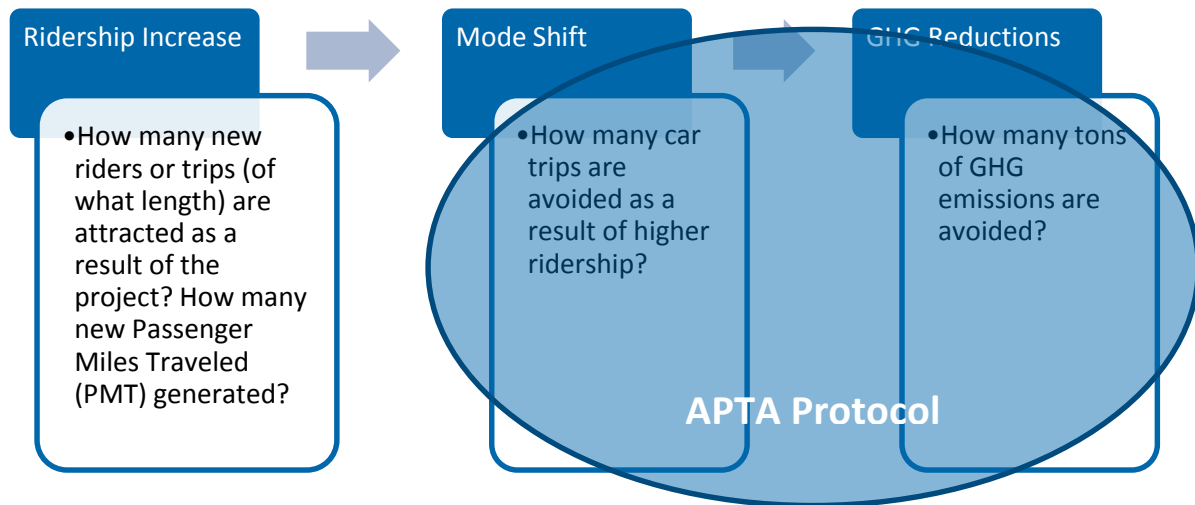 Ridership Increase
•How many new
riders or trips (of
what length) are
attracted as a
result of the
project? How many
new Passenger
Miles Traveled
(PMT) generated?
Mode Shift
•How many car
trips are
avoided as a
result of higher
ridership?
GHG Reductions
•How many tons
of GHG
emissions are
avoided?
APTA Protocol